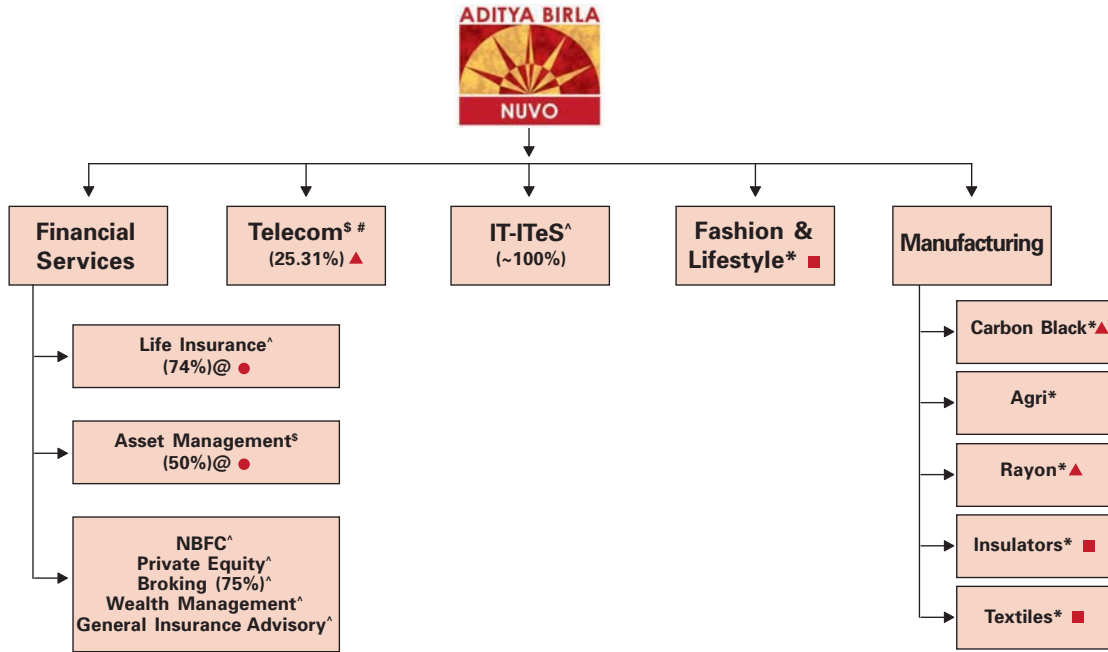 ADITYA BIRLA
NUVO
Financial
Services
Telecom$ #
(25.31%) ▲
IT-ITeS^
(~100%)
Fashion &
Lifestyle* ■
Manufacturing
Life Insurance^
(74%)@ ●
Asset Management$
(50%)@ ●
NBFC^
Private Equity^
Broking (75%)^
Wealth Management^
General Insurance Advisory^
Carbon Black*▲
Agri*
Rayon*▲
Insulators* ■
Textiles* ■